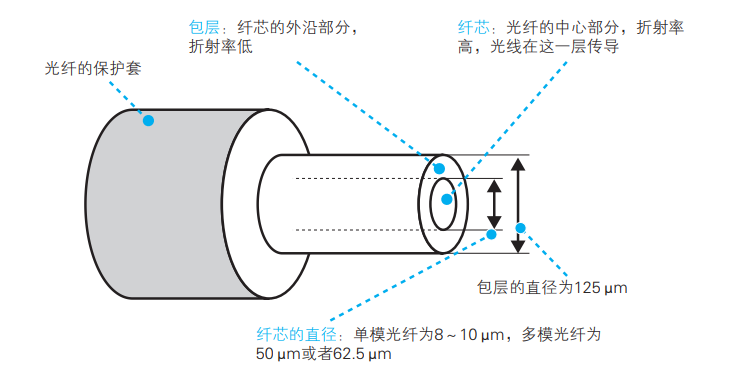 包层：纤芯的外沿部分，
折射率低
纤芯：光纤的中心部分，折射率
高，光线在这一层传导
光纤的保护套
包层的直径为125 μm
纤芯的直径：单模光纤为8 ~ 10 μm，多模光纤为
50 μm或者62.5 μm